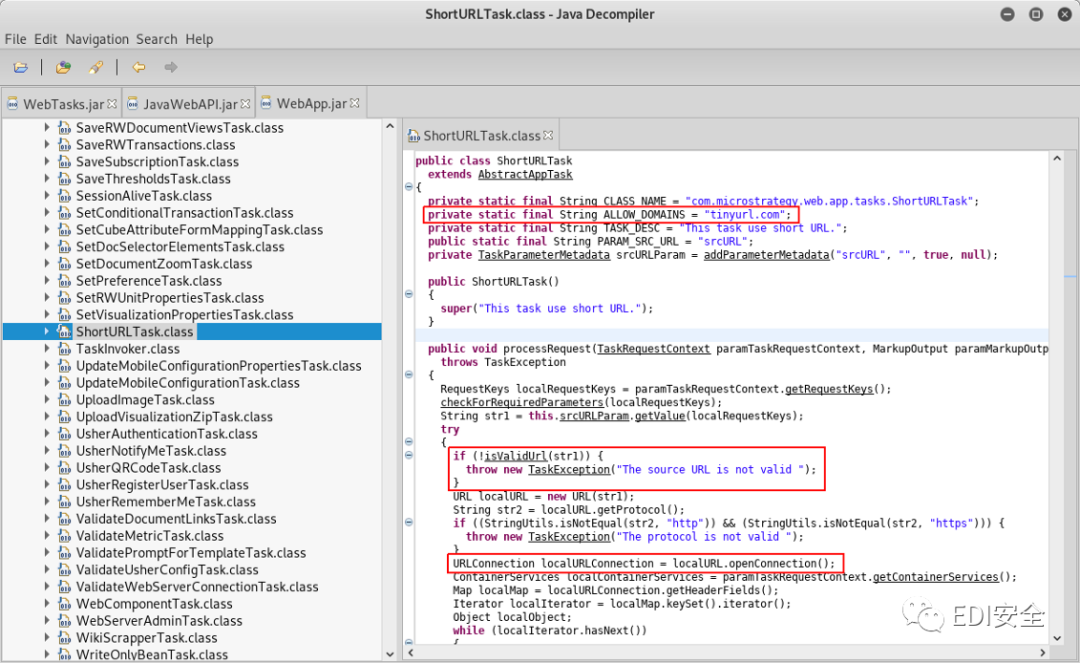 ShortURLTask.class - Java Decompiler
File Edit Navigation Search Help
WebTasks.jar JavaWebAPI.jar WebApp.jar
SaveRWDocumentViewsTask.class
SaveRWTransactions.class
SaveSubscriptionTask.class
SaveThresholdsTask.class
SessionAliveTask.class
SetConditionalTransactionTask.class
SetCubeAttributeFormMappingTask.class
SetDocSelectorElementsTask.class
SetDocumentZoomTask.class
SetPreferenceTask.class
SetRWUnitPropertiesTask.class
SetVisualizationPropertiesTask.class
ShortURLTask.class
TaskInvoker.class
UpdateMobileConfigurationPropertiesTask.class
UpdateMobileConfigurationTask.class
UploadImageTask.class
UploadVisualizationZipTask.class
UsherAuthenticationTask.class
UsherNotifyMeTask.class
UsherQRCodeTask.class
UsherRegisterUserTask.class
UsherRememberMeTask.class
ValidateDocumentLinksTask.class
ValidateMetricTask.class
ValidatePromptForTemplateTask.class
ValidateUsherConfigTask.class
ValidateWebServerConnectionTask.class
WebComponentTask.class
WebServerAdminTask.class
WikiScrapperTask.class
WriteOnlyBeanTask.class
ShortURLTask.class
public class ShortURLTask
extends AbstractAppTask
{
private static final String CLASS_NAME = "com.microstrategy.web.app.tasks.ShortURLTask";
private static final String ALLOW_DOMAINS = "tinyurl.com";
private static final String TASK_DESC = "This task use short URL.";
public static final String PARAM_SRC_URL = "srcURL";
private TaskParameterMetadata srcURLParam = addParameterMetadata("srcURL", "", true, null);
public ShortURLTask()
{
super("This task use short URL.");
}
public void processRequest(TaskRequestContext paramTaskRequestContext, MarkupOutput paramMarkupOutp
throws TaskException
{
RequestKeys localRequestKeys = paramTaskRequestContext.getRequestKeys();
checkForRequiredParameters(localRequestKeys);
String str1 = this.srcURLParam.getValue(localRequestKeys);
try
{
if (!isValidUrl(str1)) {
throw new TaskException("The source URL is not valid ");
}
URL localURL = new URL(str1);
String str2 = localURL.getProtocol();
if ((StringUtils.isNotEqual(str2, "http")) && (StringUtils.isNotEqual(str2, "https"))) {
throw new TaskException("The protocol is not valid ");
}
URLConnection localURLConnection = localURL.openConnection();
ContainerServices localContainerServices = paramTaskRequestContext.getContainerServices();
Map localMap = localURLConnection.getHeaderFields();
Iterator localIterator = localMap.keySet().iterator();
Object localObject;
while (localIterator.hasNext())
{
EDI安全